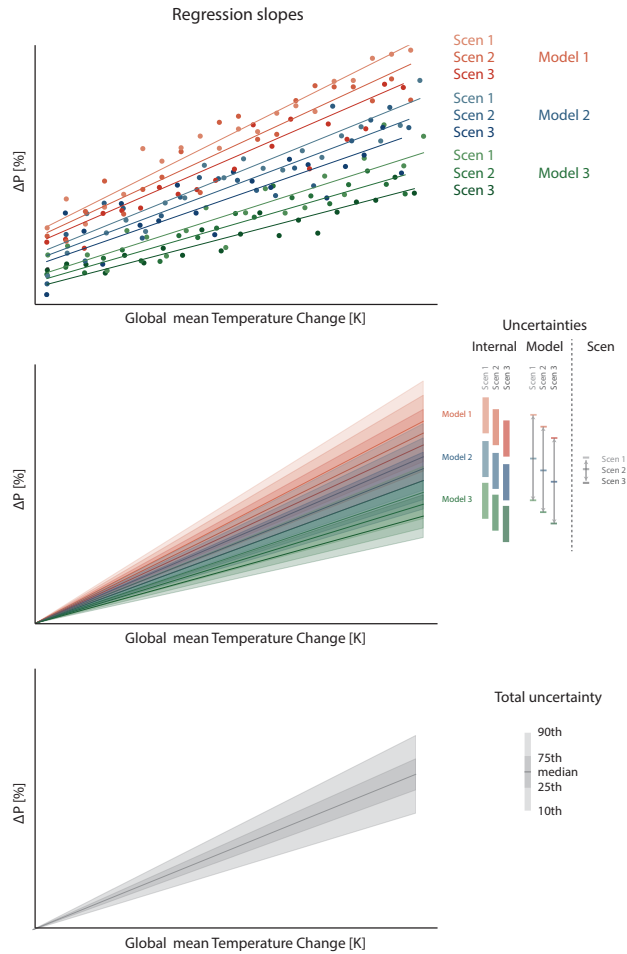 Regression slopes
Scen 1
Scen 2 Model 1
Scen 3
Scen 1
Scen 2 Model 2
Scen 3
Scen 1
Scen 2 Model 3
Scen 3
ΔP [%]
Global mean Temperature Change [K]
Uncertainties
Internal Model Scen
Scen 1 Scen 2 Scen 3 Scen 1 Scen 2 Scen 3
Model 1
Model 2
Model 3
Scen 1
Scen 2
Scen 3
ΔP [%]
Global mean Temperature Change [K]
Total uncertainty
90th
75th
median
25th
10th
ΔP [%]
Global mean Temperature Change [K]